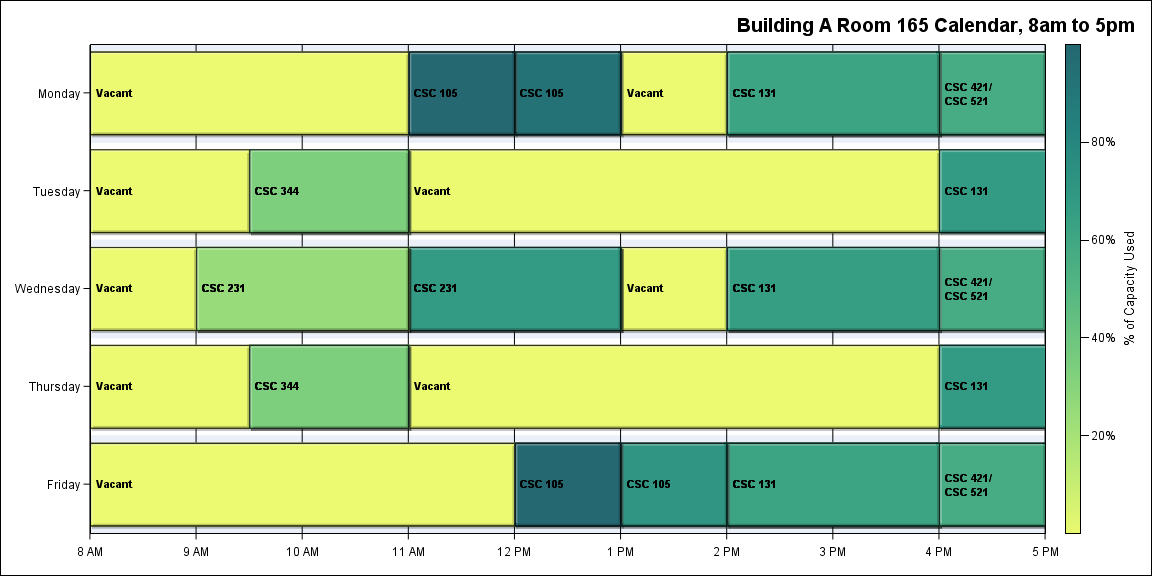 Building A Room 165 Calendar, 8am to 5pm
Monday
Vacant
CSC 105
CSC 105
Vacant
CSC 131
CSC 421/
CSC 521
Tuesday
Vacant
CSC 344
Vacant
CSC 131
Wednesday
Vacant
CSC 231
CSC 231
Vacant
CSC 131
CSC 421/
CSC 521
Thursday
Vacant
CSC 344
Vacant
CSC 131
Friday
Vacant
CSC 105
CSC 105
CSC 131
CSC 421/
CSC 521
8 AM
9 AM
10 AM
11 AM
12 PM
1 PM
2 PM
3 PM
4 PM
5 PM
80%
60%
40%
20%
% of Capacity Used